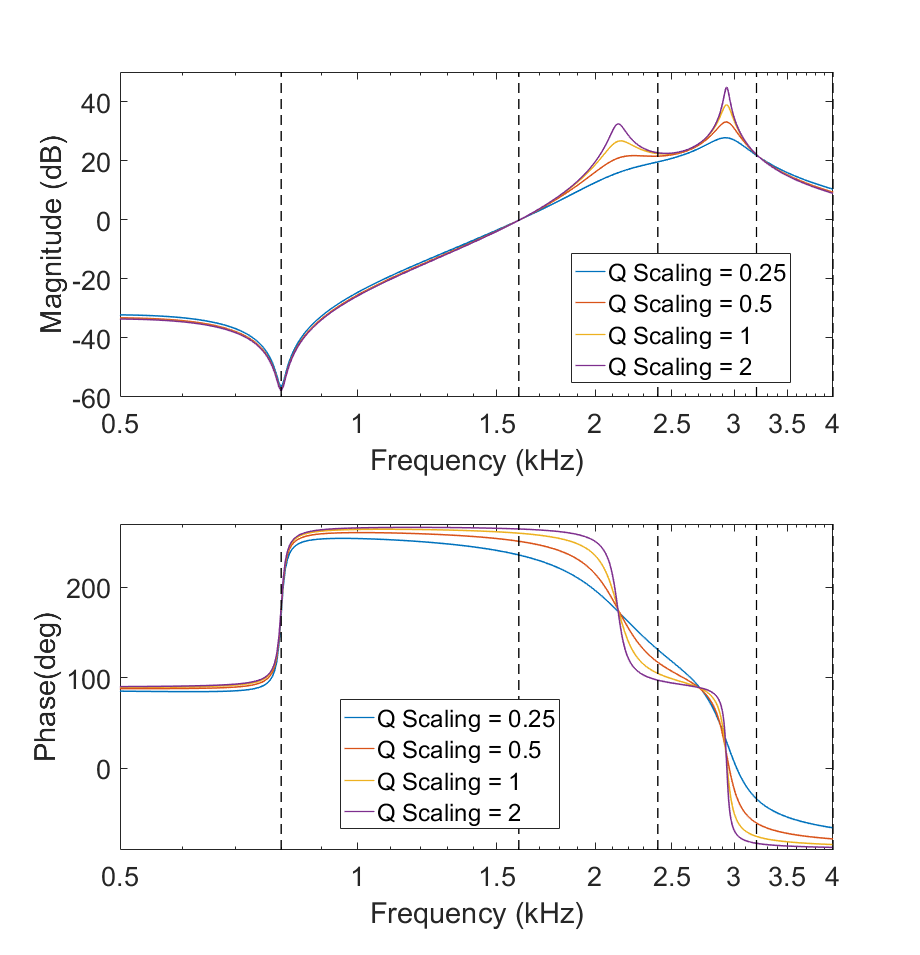 40
20
0
-20
-40
-60
Magnitude (dB)
Q Scaling = 0.25
Q Scaling = 0.5
Q Scaling = 1
Q Scaling = 2
0.5 1 1.5 2 2.5 3 3.5 4
Frequency (kHz)
200
100
0
Phase(deg)
Q Scaling = 0.25
Q Scaling = 0.5
Q Scaling = 1
Q Scaling = 2
0.5 1 1.5 2 2.5 3 3.5 4
Frequency (kHz)